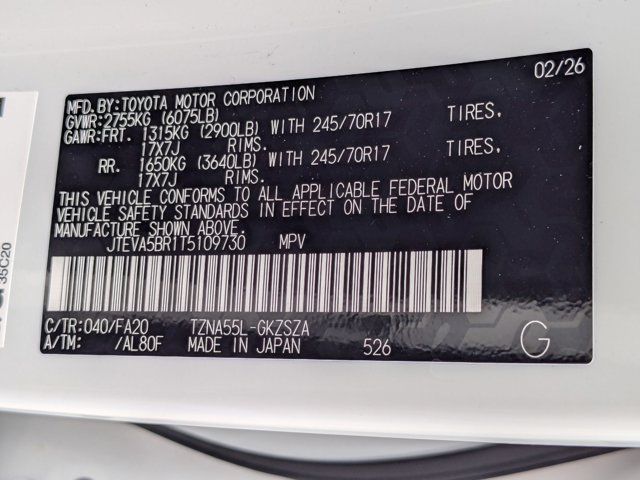 02/26
MFD.BY:TOYOTA MOTOR CORPORATION
GVWR:2755KG (6075LB)
GAWR:FRT. 1315KG (2900LB) WITH 245/70R17 TIRES,
17X7J RIMS.
RR. 1650KG (3640LB) WITH 245/70R17 TIRES,
17X7J RIMS.
THIS VEHICLE CONFORMS TO ALL APPLICABLE FEDERAL MOTOR
VEHICLE SAFETY STANDARDS IN EFFECT ON THE DATE OF
MANUFACTURE SHOWN ABOVE.
JTEVA5BR1T5109730 MPV
C/TR:040/FA20 TZNA55L-GKZSZA
A/TM: /AL80F MADE IN JAPAN 526 G
35C20